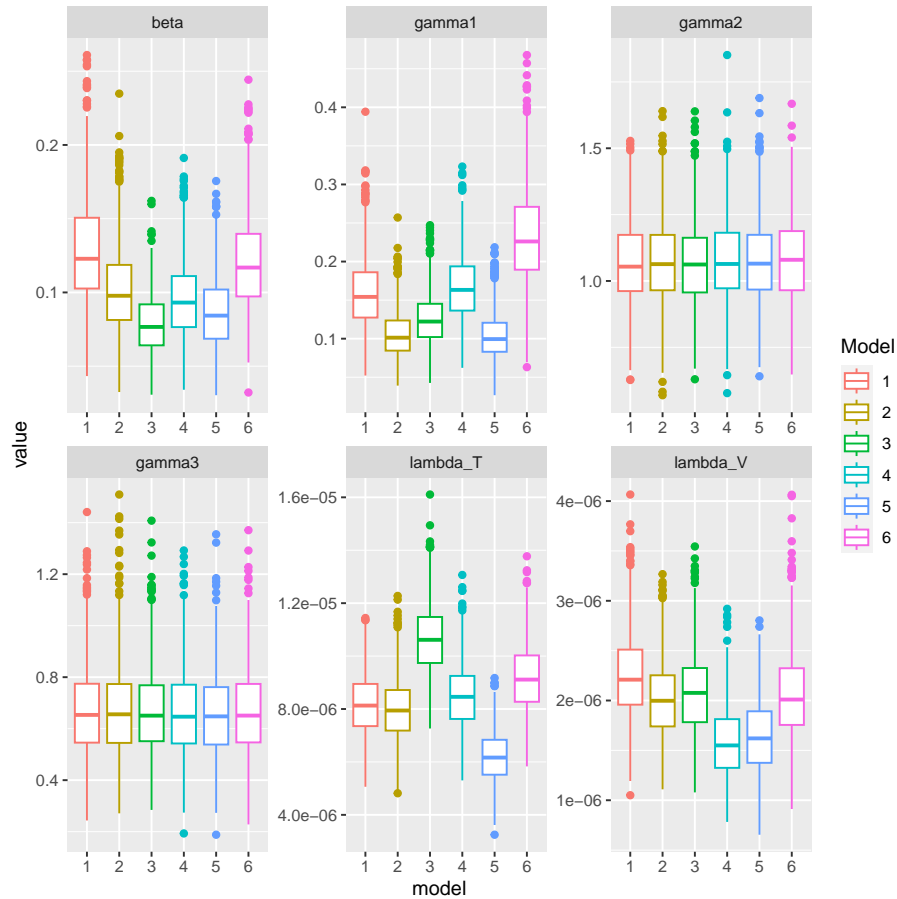 beta gamma1 gamma2
0.2
0.1
1 2 3 4 5 6
0.4
0.3
0.2
0.1
1 2 3 4 5 6
1.5
1.0
1 2 3 4 5 6
gamma3 lambda_T lambda_V
1.2
0.8
0.4
1 2 3 4 5 6
1.6e−05
1.2e−05
8.0e−06
4.0e−06
1 2 3 4 5 6
4e−06
3e−06
2e−06
1e−06
1 2 3 4 5 6
value
model
Model
1
2
3
4
5
6